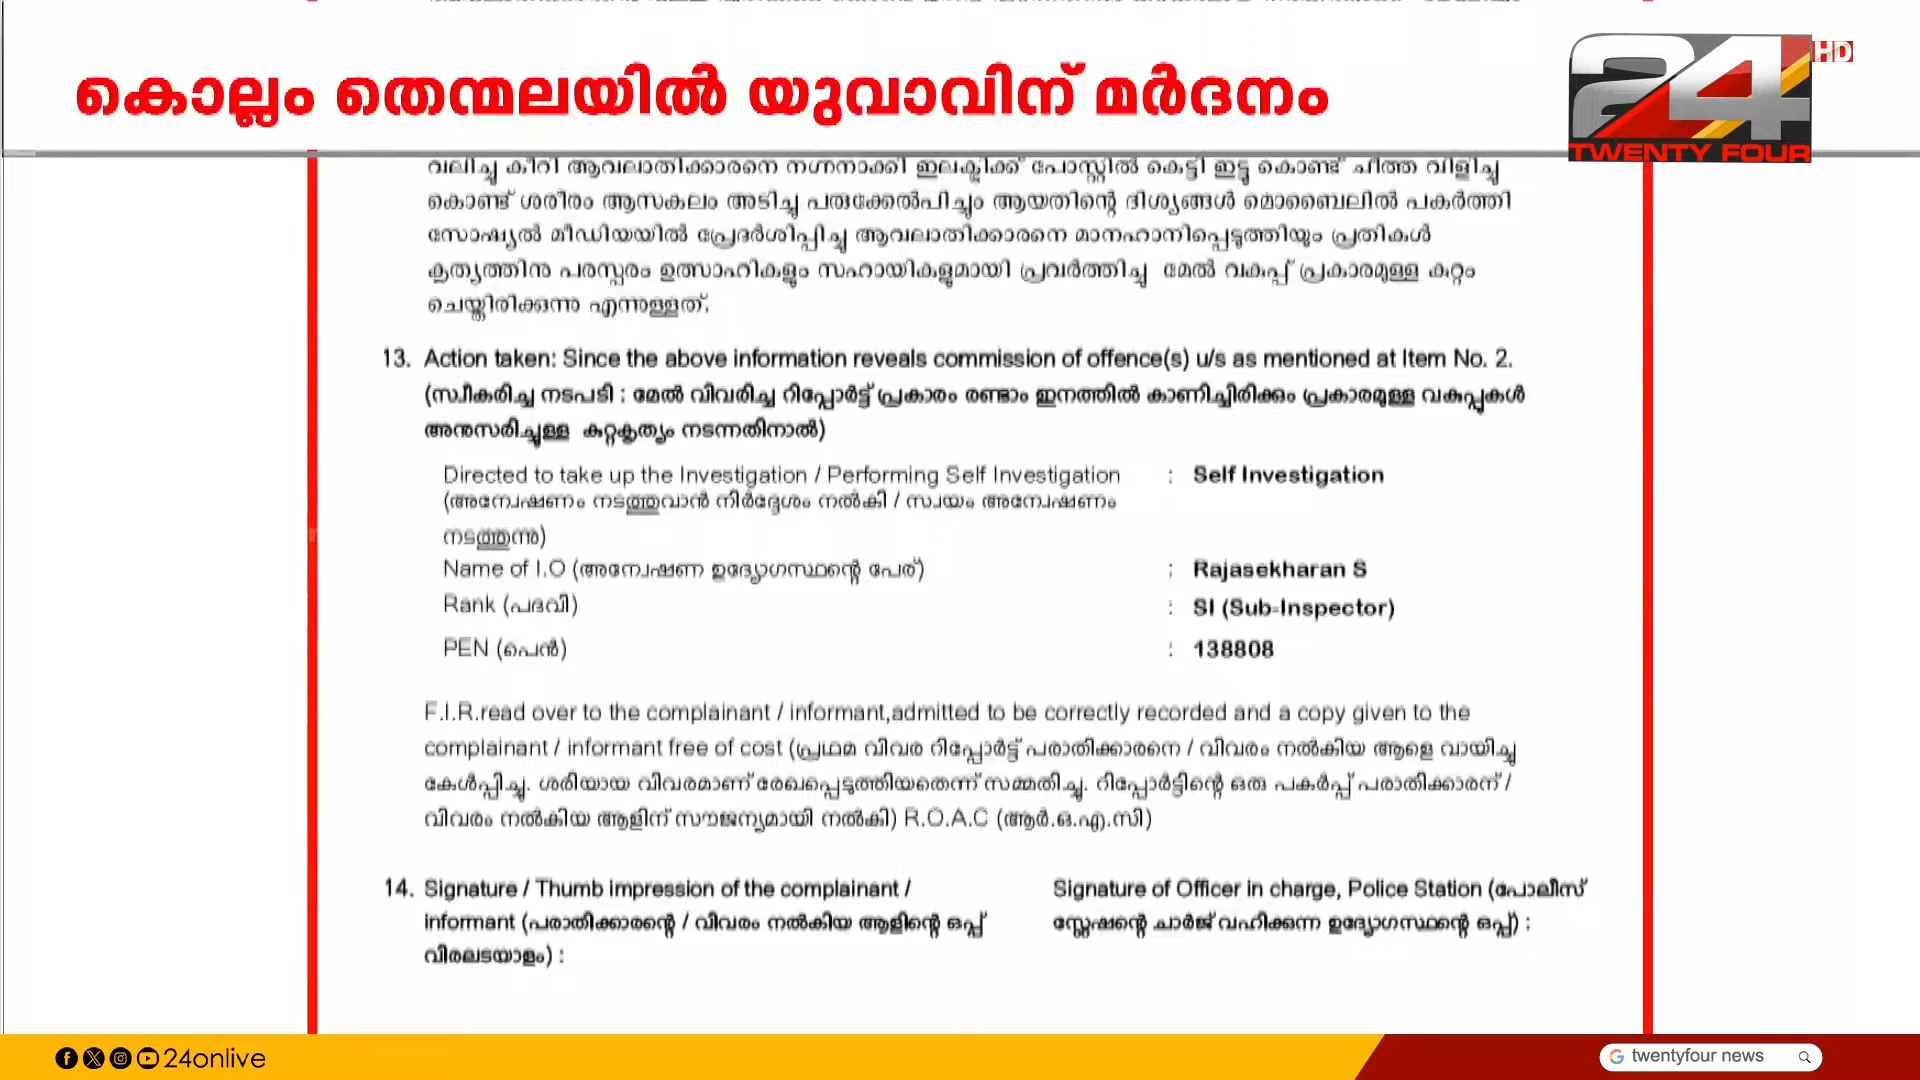 കൊല്ലം തെന്മലയിൽ യുവാവിന് മർദനം
24 HD
TWENTY FOUR
വലിച്ചു കീറി ആവലാതിക്കാരനെ നഗ്നനാക്കി ഇലക്ട്രിക്ക് പോസ്റ്റിൽ കെട്ടി ഇട്ടു കൊണ്ട് ചീത്ത വിളിച്ചു
കൊണ്ട് ശരീരം ആസകലം അടിച്ചു പരുക്കേൽപിച്ചും ആയതിന്റെ ദിശ്യങ്ങൾ മൊബൈലിൽ പകർത്തി
സോഷ്യൽ മീഡിയയിൽ പ്രേദർശിപ്പിച്ചു ആവലാതിക്കാരനെ മാനഹാനിപ്പെടുത്തിയും പ്രതികൾ
കൃത്യത്തിനു പരസ്പരം ഉത്സാഹികളും സഹായികളുമായി പ്രവർത്തിച്ചു മേൽ വകുപ്പ് പ്രകാരമുള്ള കുറ്റം
ചെയ്തിരിക്കുന്നു എന്നുള്ളത്.
13. Action taken: Since the above information reveals commission of offence(s) u/s as mentioned at Item No. 2.
(സ്വീകരിച്ച നടപടി : മേൽ വിവരിച്ച റിപ്പോർട്ട് പ്രകാരം രണ്ടാം ഇനത്തിൽ കാണിച്ചിരിക്കും പ്രകാരമുള്ള വകുപ്പുകൾ
അനുസരിച്ചുള്ള കുറ്റകൃത്യം നടന്നതിനാൽ)
Directed to take up the Investigation / Performing Self Investigation : Self Investigation
(അന്വേഷണം നടത്തുവാൻ നിർദ്ദേശം നൽകി / സ്വയം അന്വേഷണം
നടത്തുന്നു)
Name of I.O (അന്വേഷണ ഉദ്യോഗസ്ഥന്റെ പേര്) : Rajasekharan S
Rank (പദവി) : SI (Sub-Inspector)
PEN (പെൻ) : 138808
F.I.R.read over to the complainant / informant,admitted to be correctly recorded and a copy given to the
complainant / informant free of cost (പ്രഥമ വിവര റിപ്പോർട്ട് പരാതിക്കാരനെ / വിവരം നൽകിയ ആളെ വായിച്ചു
കേൾപ്പിച്ചു. ശരിയായ വിവരമാണ് രേഖപ്പെടുത്തിയതെന്ന് സമ്മതിച്ചു. റിപ്പോർട്ടിന്റെ ഒരു പകർപ്പ് പരാതിക്കാരന് /
വിവരം നൽകിയ ആളിന് സൗജന്യമായി നൽകി) R.O.A.C (ആർ.ഒ.എ.സി)
14. Signature / Thumb impression of the complainant /
informant (പരാതിക്കാരന്റെ / വിവരം നൽകിയ ആളിന്റെ ഒപ്പ്
വിരലടയാളം) :
Signature of Officer in charge, Police Station (പോലീസ്
സ്റ്റേഷന്റെ ചാർജ് വഹിക്കുന്ന ഉദ്യോഗസ്ഥന്റെ ഒപ്പ്) :
24onlive
twentyfour news